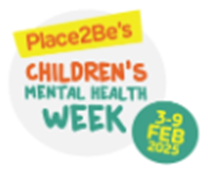 Place2Be's
CHILDREN'S
MENTAL HEALTH
WEEK
3-9
FEB
2025